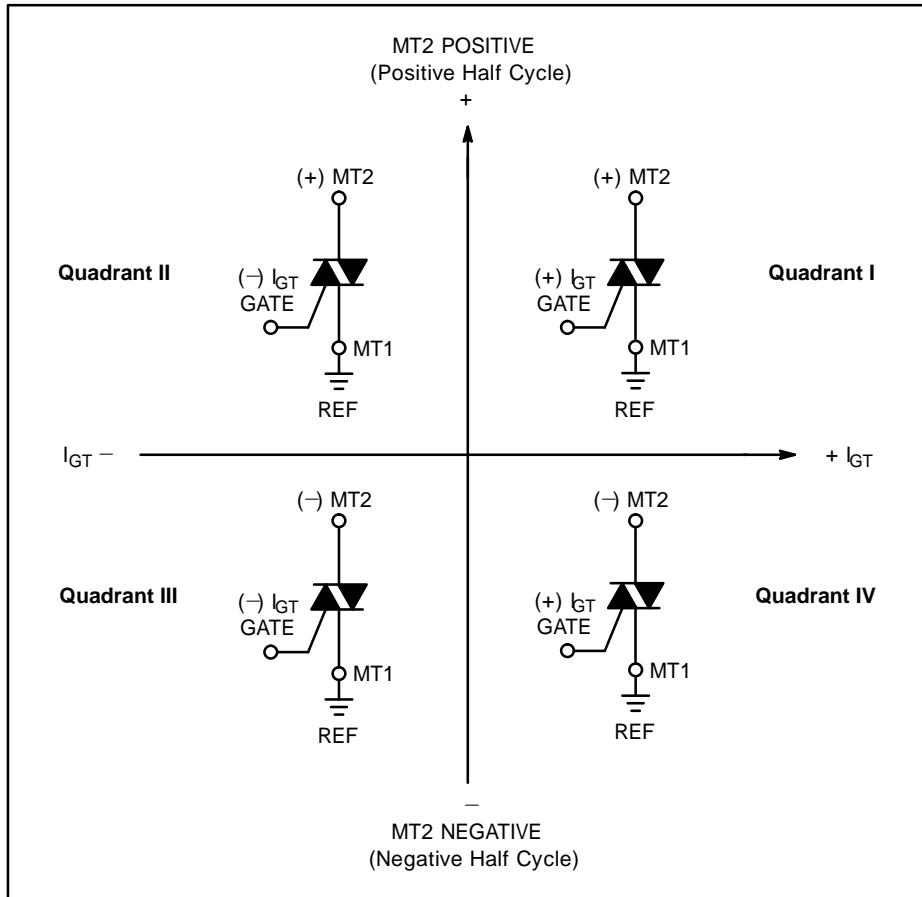 MT2 POSITIVE
(Positive Half Cycle)
+
(+) MT2
(+) MT2
Quadrant II
(−) IGT
GATE
(+) IGT
GATE
Quadrant I
MT1
MT1
REF
REF
IGT −
+ IGT
(−) MT2
(−) MT2
Quadrant III
(−) IGT
GATE
(+) IGT
GATE
Quadrant IV
MT1
MT1
REF
REF
−
MT2 NEGATIVE
(Negative Half Cycle)